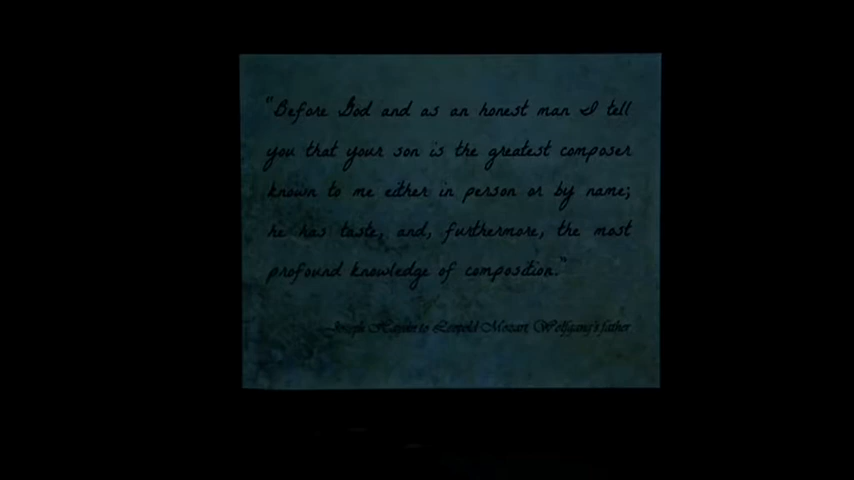 "Before God and as an honest man I tell
you that your son is the greatest composer
known to me either in person or by name;
he has taste, and, furthermore, the most
profound knowledge of composition."
Joseph Haydn to Leopold Mozart, Wolfgang's father